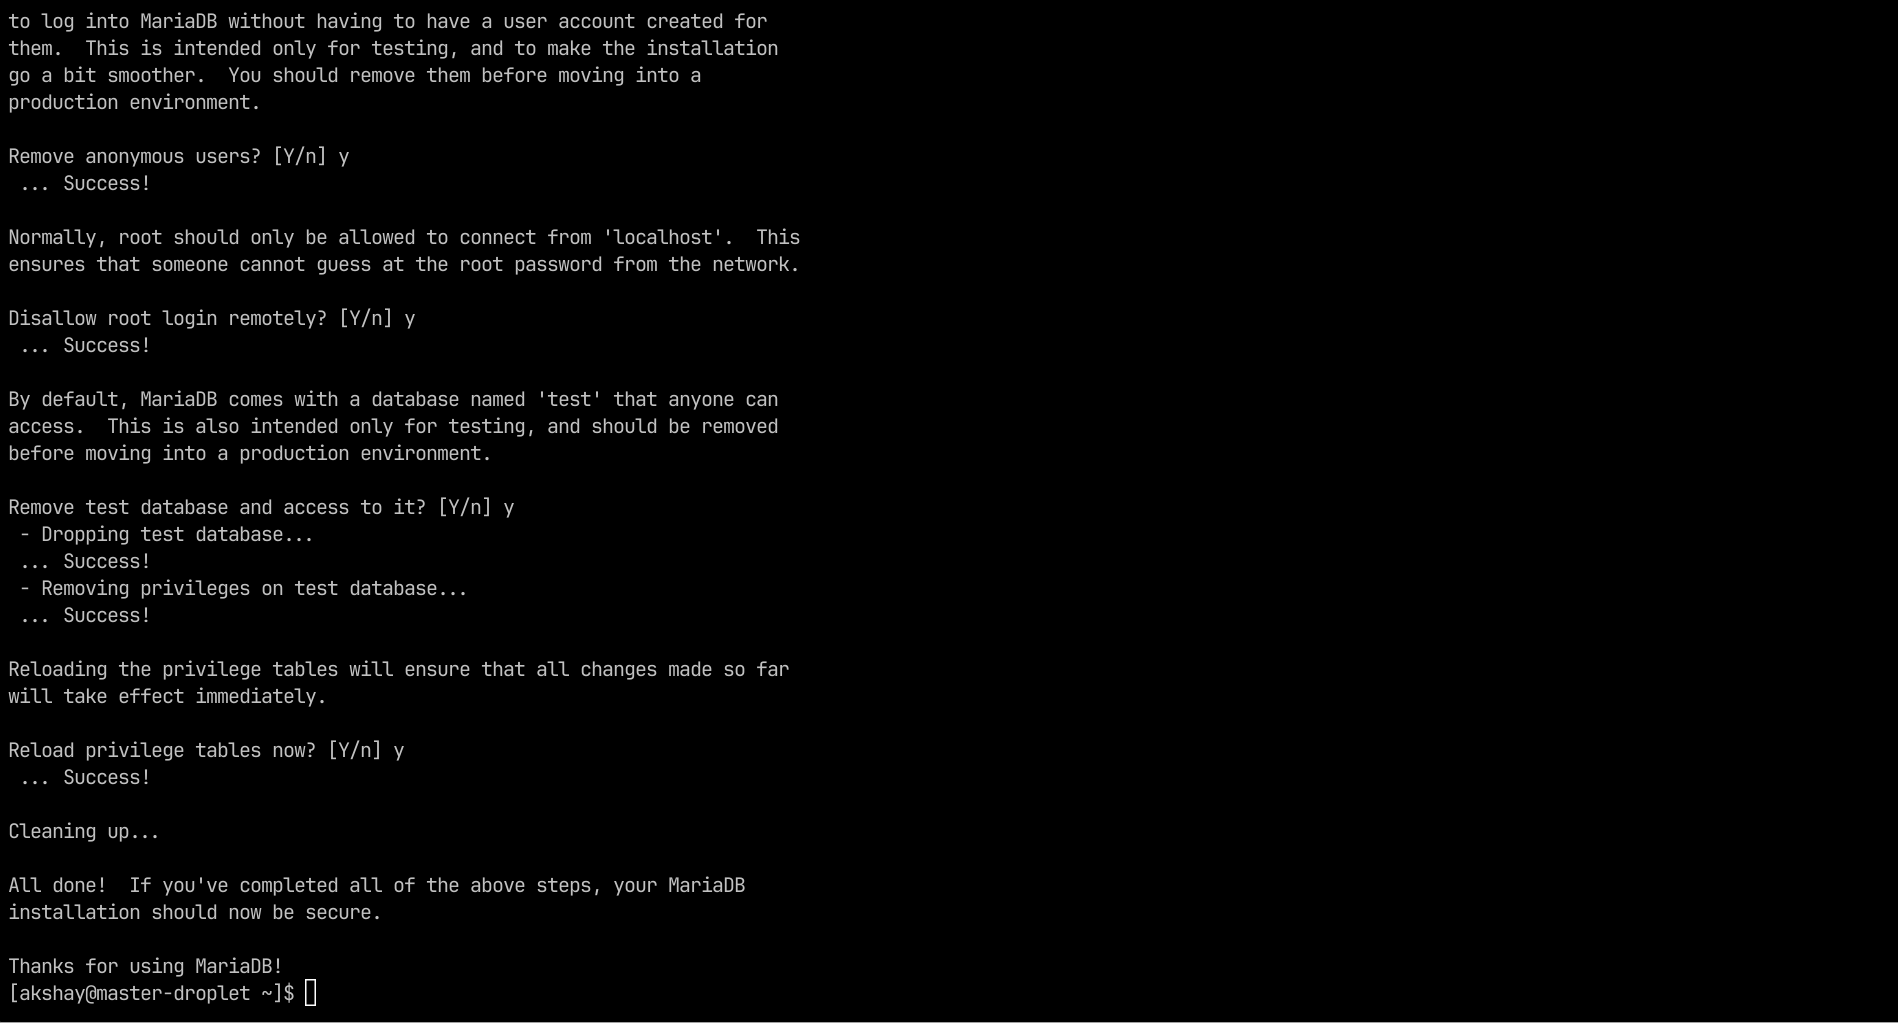 to log into MariaDB without having to have a user account created for
them.  This is intended only for testing, and to make the installation
go a bit smoother.  You should remove them before moving into a
production environment.

Remove anonymous users? [Y/n] y
 ... Success!

Normally, root should only be allowed to connect from 'localhost'.  This
ensures that someone cannot guess at the root password from the network.

Disallow root login remotely? [Y/n] y
 ... Success!

By default, MariaDB comes with a database named 'test' that anyone can
access.  This is also intended only for testing, and should be removed
before moving into a production environment.

Remove test database and access to it? [Y/n] y
 - Dropping test database...
 ... Success!
 - Removing privileges on test database...
 ... Success!

Reloading the privilege tables will ensure that all changes made so far
will take effect immediately.

Reload privilege tables now? [Y/n] y
 ... Success!

Cleaning up...

All done!  If you've completed all of the above steps, your MariaDB
installation should now be secure.

Thanks for using MariaDB!
[akshay@master-droplet ~]$